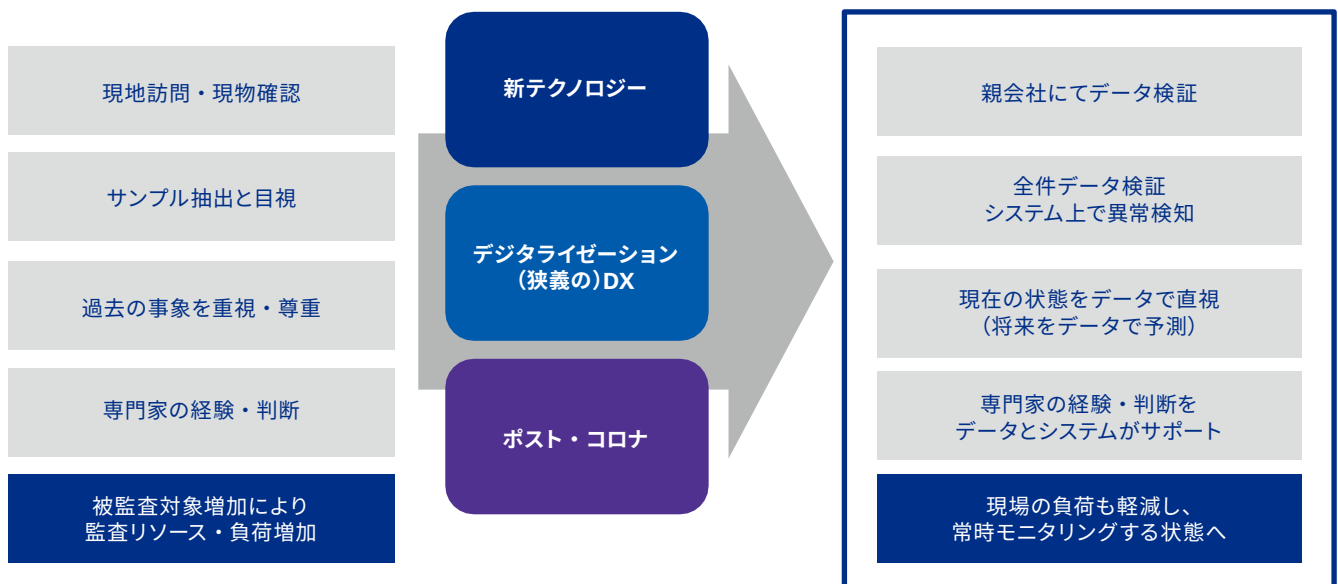 現地訪問・現物確認
サンプル抽出と目視
過去の事象を重視・尊重
専門家の経験・判断
被監査対象増加により
監査リソース・負荷増加
新テクノロジー
デジタライゼーション
（狭義の）DX
ポスト・コロナ
親会社にてデータ検証
全件データ検証
システム上で異常検知
現在の状態をデータで直視
（将来をデータで予測）
専門家の経験・判断を
データとシステムがサポート
現場の負荷も軽減し、
常時モニタリングする状態へ